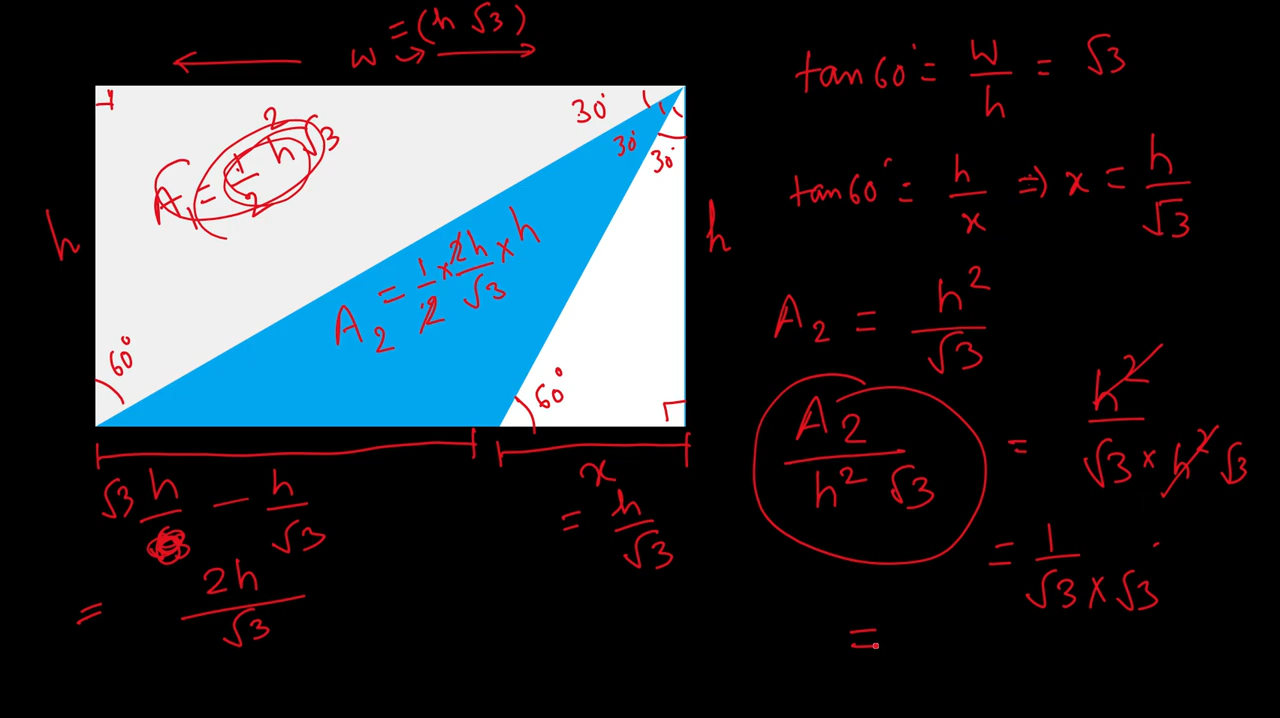 w = (h √3)
30°
30°
30°
A₁ = 1/2 h² √3
h
h
60°
60°
A₂ = 1/2 × 2h/√3 × h
x = h/√3
√3 h - h/√3
= 2h/√3
tan 60° = w/h = √3
tan 60° = h/x ⇒ x = h/√3
A₂ = h²/√3
A₂/h² √3 = h²/√3 × h² √3
= 1/√3 × √3
=